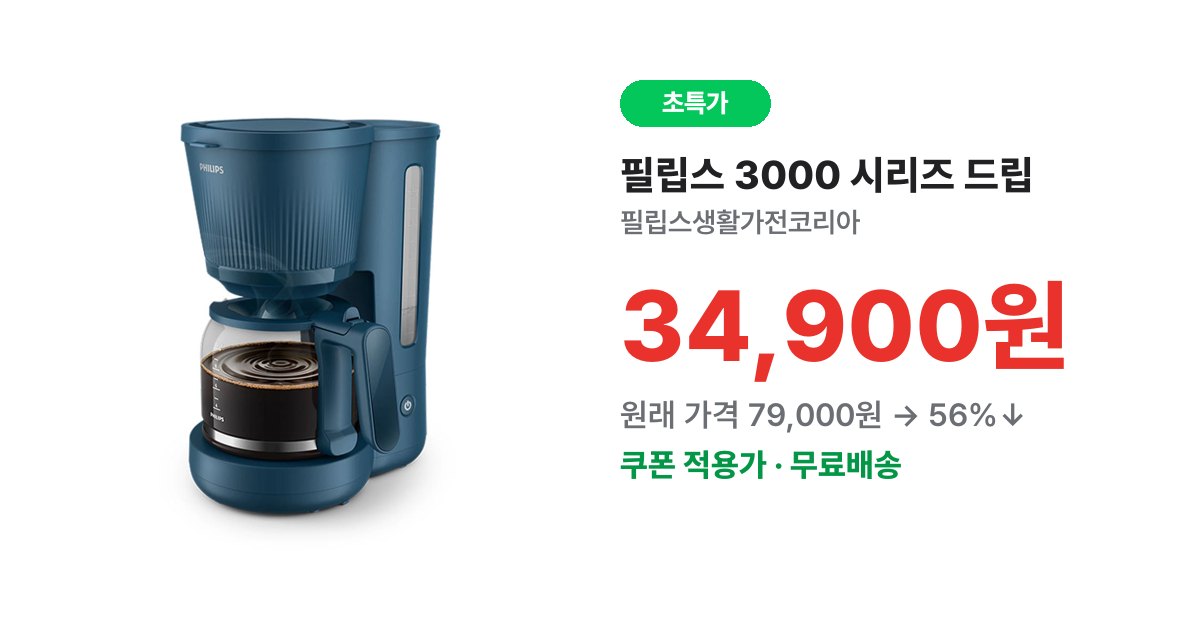 초특가
필립스 3000 시리즈 드립
필립스생활가전코리아
34,900원
원래 가격 79,000원 → 56%↓
쿠폰 적용가 · 무료배송
PHILIPS
PHILIPS